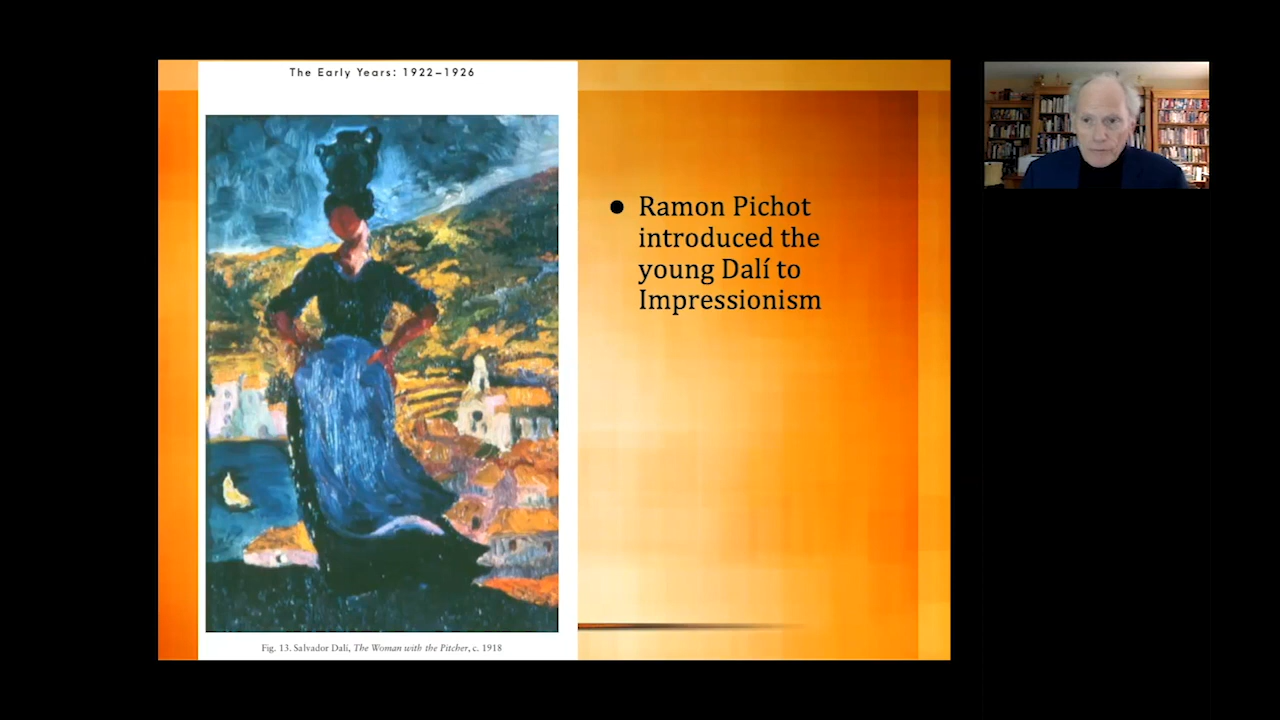 The Early Years: 1922–1926
● Ramon Pichot
introduced the
young Dalí to
Impressionism
Fig. 13. Salvador Dalí, The Woman with the Pitcher, c. 1918